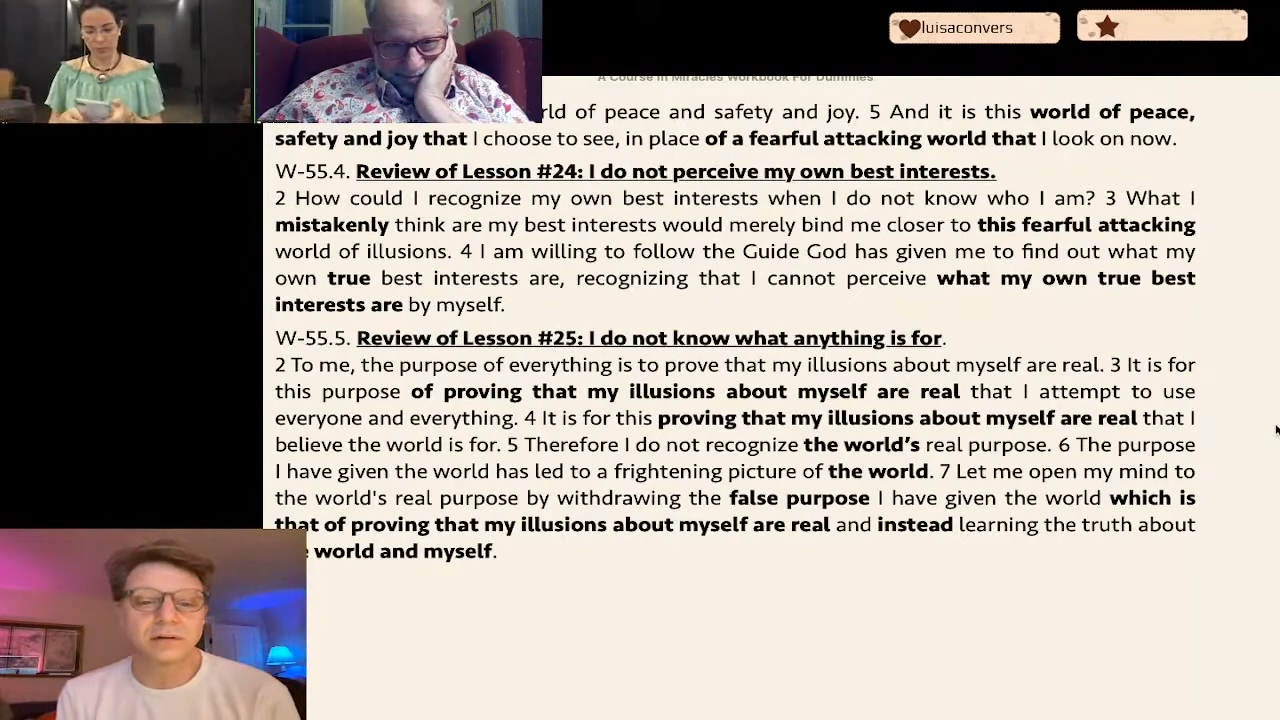 luisaconvers
A Course in Miracles Workbook For Dummies
world of peace and safety and joy. 5 And it is this world of peace,
safety and joy that I choose to see, in place of a fearful attacking world that I look on now.
W-55.4. Review of Lesson #24: I do not perceive my own best interests.
2 How could I recognize my own best interests when I do not know who I am? 3 What I
mistakenly think are my best interests would merely bind me closer to this fearful attacking
world of illusions. 4 I am willing to follow the Guide God has given me to find out what my
own true best interests are, recognizing that I cannot perceive what my own true best
interests are by myself.
W-55.5. Review of Lesson #25: I do not know what anything is for.
2 To me, the purpose of everything is to prove that my illusions about myself are real. 3 It is for
this purpose of proving that my illusions about myself are real that I attempt to use
everyone and everything. 4 It is for this proving that my illusions about myself are real that I
believe the world is for. 5 Therefore I do not recognize the world’s real purpose. 6 The purpose
I have given the world has led to a frightening picture of the world. 7 Let me open my mind to
the world's real purpose by withdrawing the false purpose I have given the world which is
that of proving that my illusions about myself are real and instead learning the truth about
world and myself.